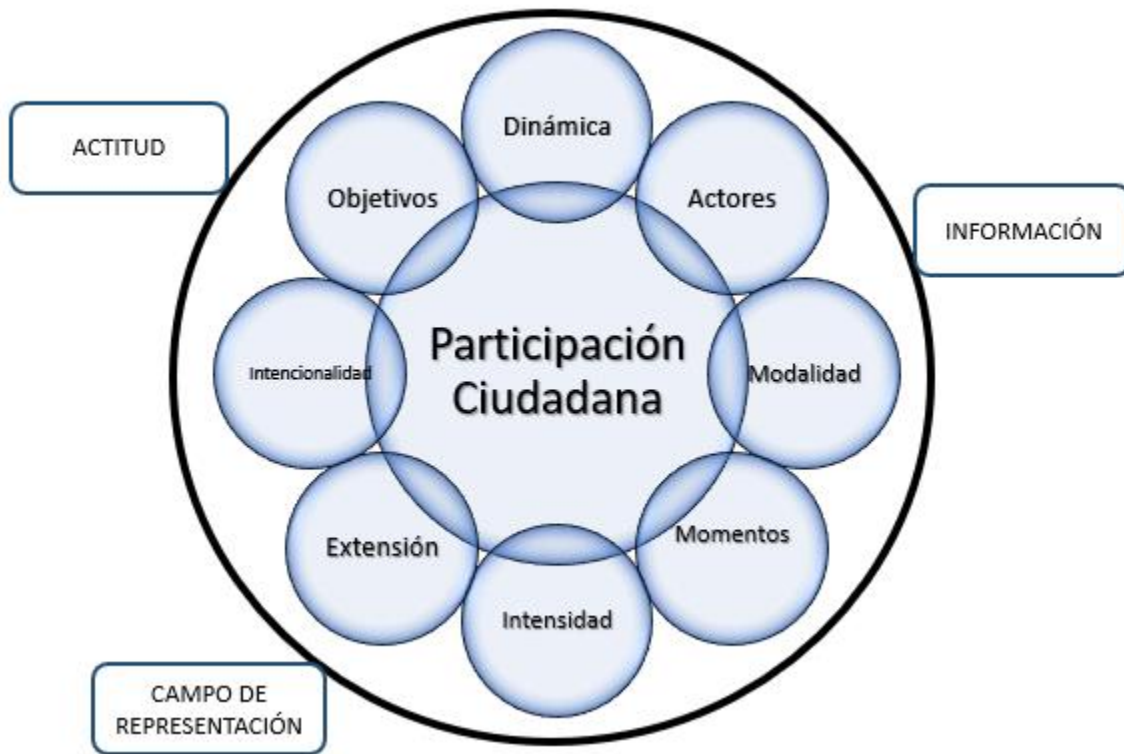 Dinámica
ACTITUD
Objetivos
Actores
INFORMACIÓN
Participación
Ciudadana
Intencionalidad
Modalidad
Extensión
Momentos
Intensidad
CAMPO DE
REPRESENTACIÓN